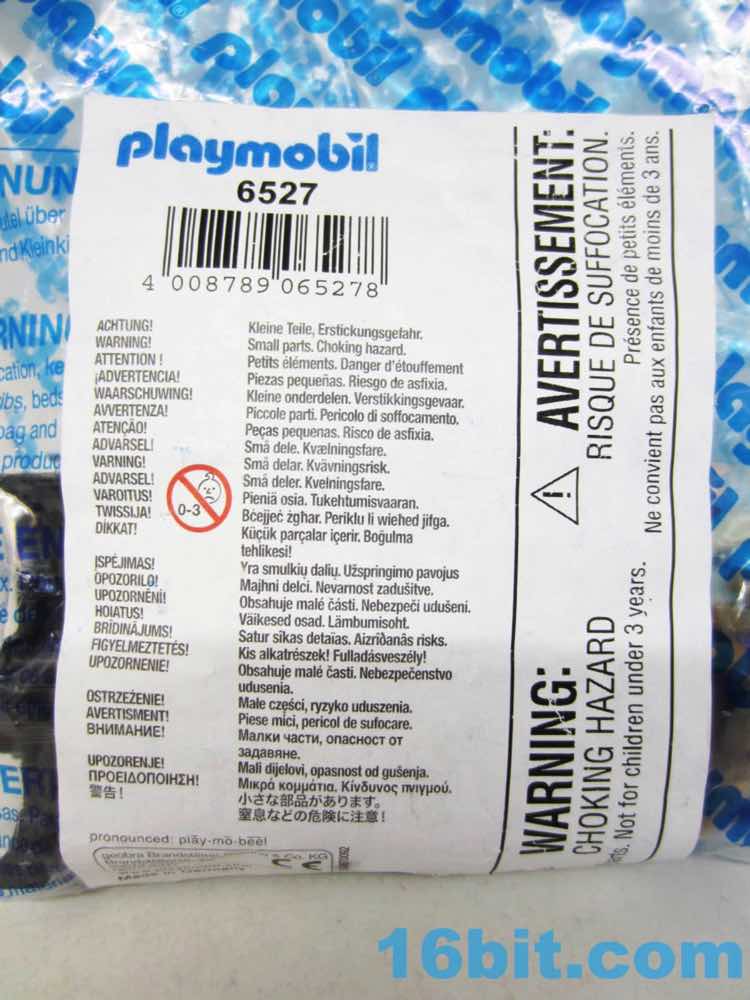 playmobil
6527
4 008789 065278
ACHTUNG! Kleine Teile, Erstickungsgefahr.
WARNING! Small parts. Choking hazard.
ATTENTION ! Petits éléments. Danger d'étouffement
¡ADVERTENCIA! Piezas pequeñas. Riesgo de asfixia.
WAARSCHUWING! Kleine onderdelen. Verstikkingsgevaar.
AVVERTENZA! Piccole parti. Pericolo di soffocamento.
ATENÇÃO! Peças pequenas. Risco de asfixia.
ADVARSEL! Små dele. Kvælningsfare.
VARNING! Små delar. Kvävningsrisk.
ADVARSEL! Små deler. Kvelningsfare.
VAROITUS! Pieniä osia. Tukehtumisvaaran.
TWISSIJA! Bċejjeċ żgħar. Periklu li wieħed jifga.
DİKKAT! Küçük parçalar içerir. Boğulma
tehlikesi!
ĮSPĖJIMAS! Yra smulkių dalių. Užspringimo pavojus
OPOZORILO! Majhni delci. Nevarnost zadušitve.
UPOZORNĚNÍ! Obsahuje malé části. Nebezpečí udušení.
HOIATUS! Väikesed osad. Lämbumisoht.
BRĪDINĀJUMS! Satur sīkas detaļas. Aizrīšanās risks.
FIGYELMEZTETÉS! Kis alkatrészek! Fulladásveszély!
UPOZORNENIE! Obsahuje malé časti. Nebezpečenstvo
udusenia.
OSTRZEŻENIE! Małe części, ryzyko uduszenia.
AVERTISMENT! Piese mici, pericol de sufocare.
ВНИМАНИЕ! Малки части, опасност от
задавяне.
UPOZORENJE! Mali dijelovi, opasnost od gušenja.
ΠΡΟΕΙΔΟΠΟΙΗΣΗ! Μικρά κομμάτια. Κίνδυνος πνιγμού.
警告! 小さな部品があります。
窒息などの危険に注意!
0-3
pronounced: plāy-mō-bēēl
geobra Brandstätter & Co. KG
Made in Germany
AVERTISSEMENT:
RISQUE DE SUFFOCATION.
Présence de petits éléments.
Ne convient pas aux enfants de moins de 3 ans.
WARNING:
CHOKING HAZARD
Not for children under 3 years.
16bit.com